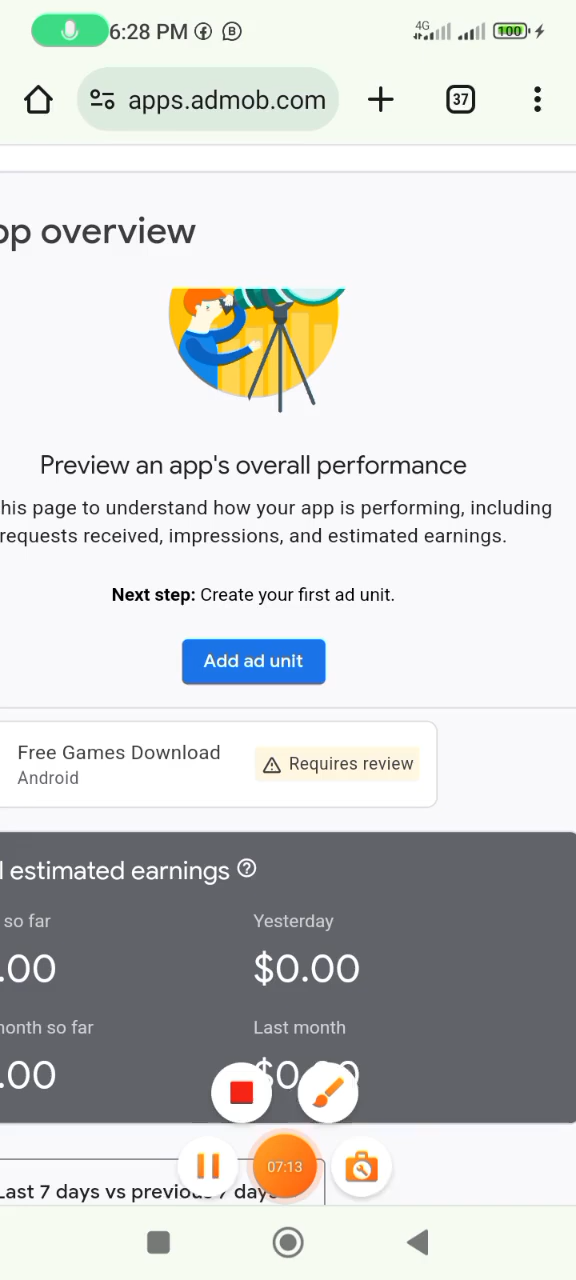 6:28 PM
4G
100
apps.admob.com
37
pp overview
Preview an app's overall performance
his page to understand how your app is performing, including
requests received, impressions, and estimated earnings.
Next step: Create your first ad unit.
Add ad unit
Free Games Download
Requires review
Android
l estimated earnings
so far
Yesterday
.00
$0.00
month so far
Last month
.00
$0
07:13
Last 7 days vs previous 7 days